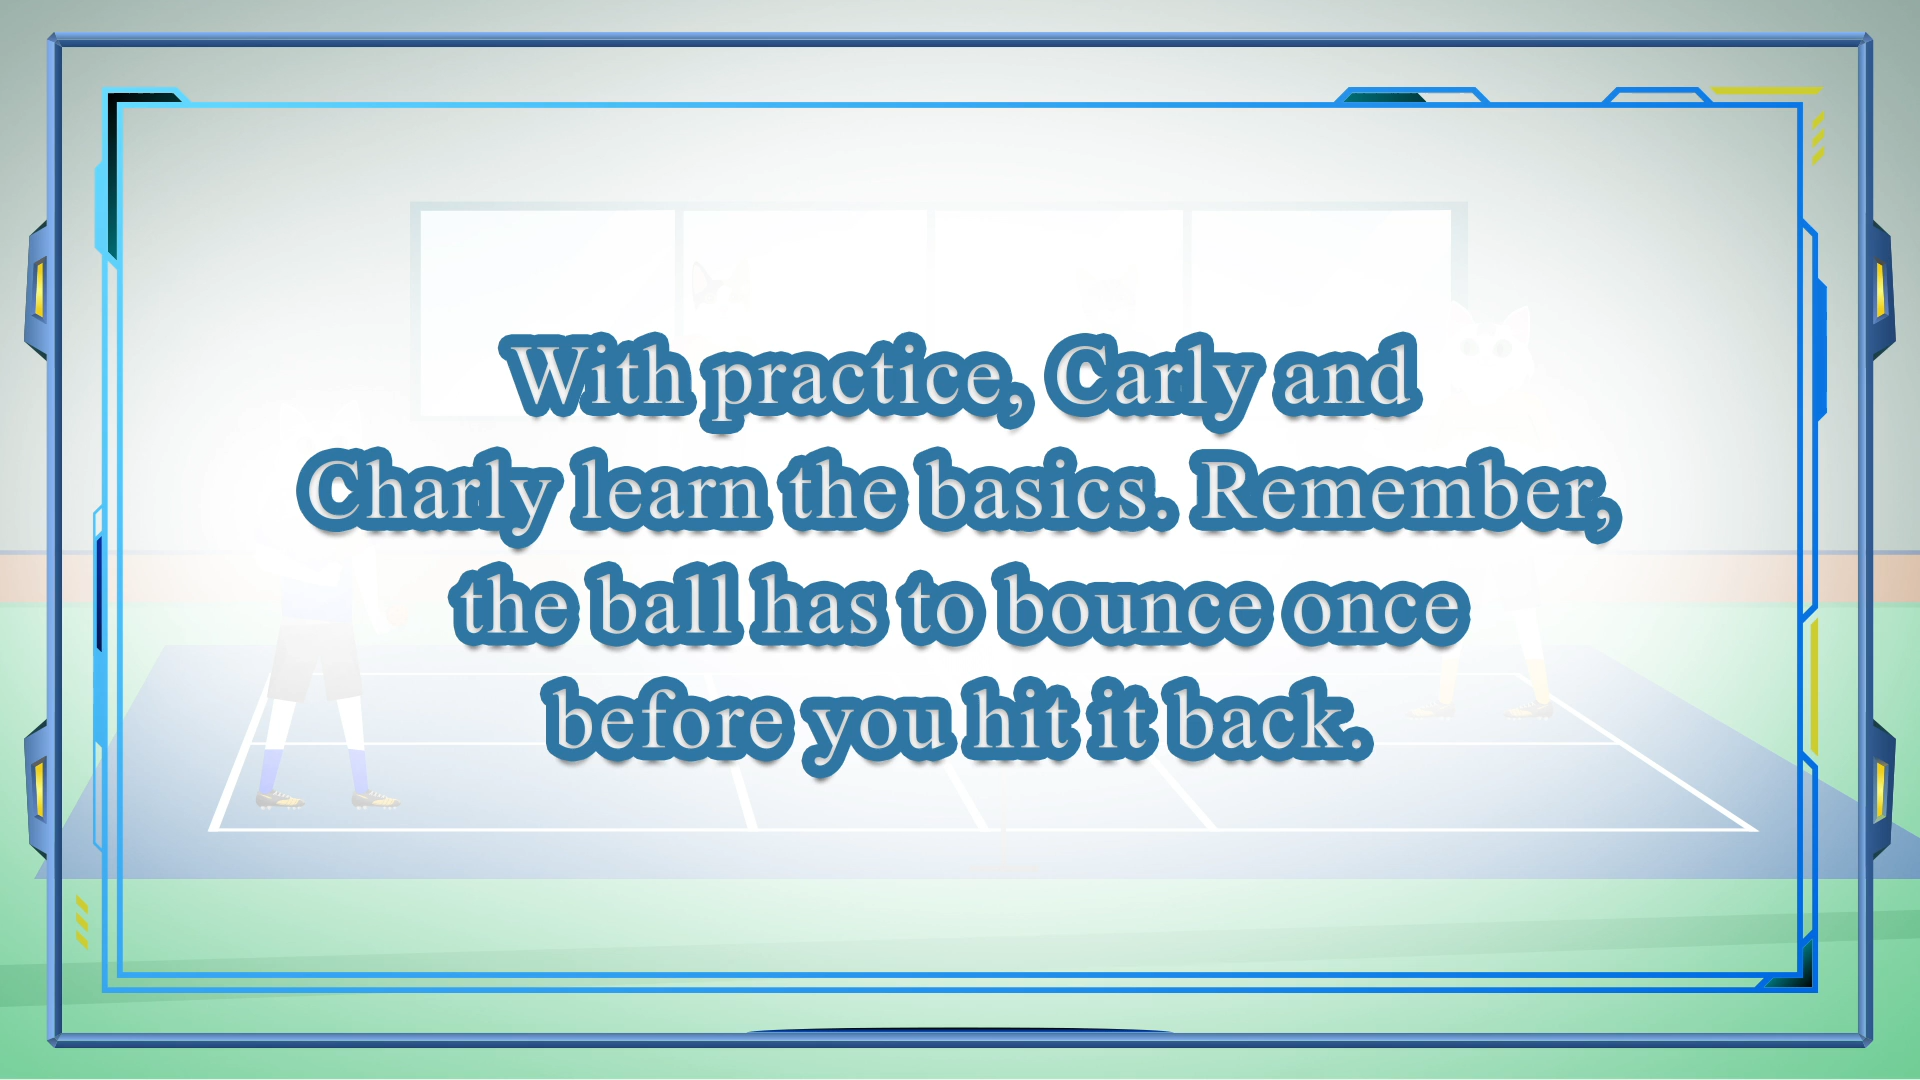 With practice, Carly and
Charly learn the basics. Remember,
the ball has to bounce once
before you hit it back.